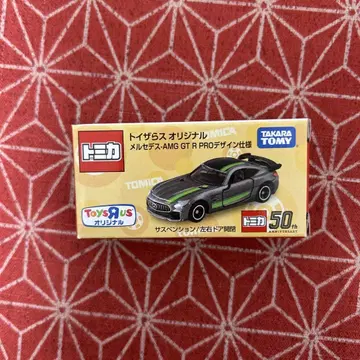 トミカ
トイザらス オリジナル
メルセデス-AMG GT R PROデザイン仕様
TAKARA TOMY
TOMICA
TOMICA
Toys"R"Us
オリジナル
トミカ 50th
ANNIVERSARY
サスペンション/左右ドア開閉